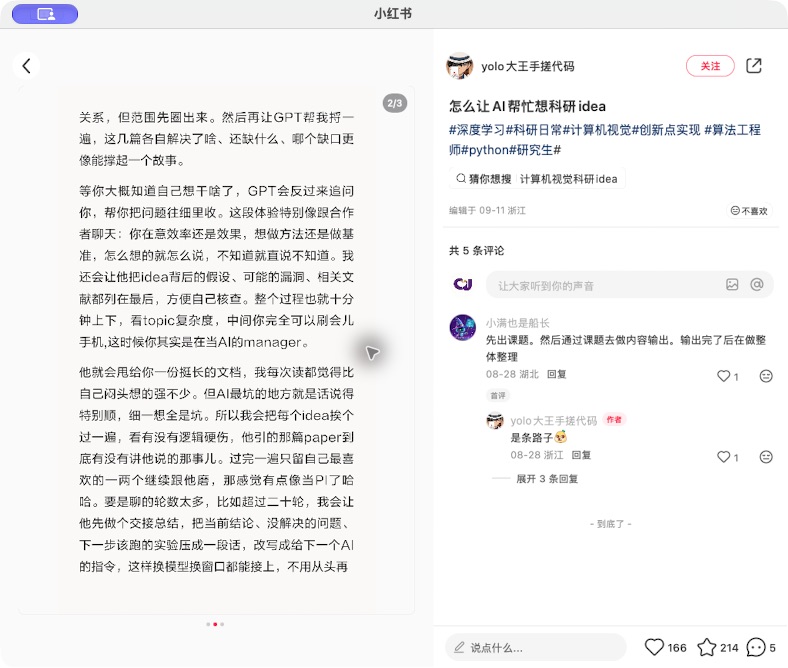 小红书
2/3
关系，但范围先圈出来。然后再让GPT帮我捋一
遍，这几篇各自解决了啥、还缺什么、哪个缺口更
像能撑起一个故事。
等你大概知道自己想干啥了，GPT会反过来追问
你，帮你把问题往细里收。这段体验特别像跟合作
者聊天：你在意效率还是效果，想做方法还是做基
准，怎么想的就怎么说，不知道就直说不知道。我
还会让他把idea背后的假设、可能的漏洞、相关文
献都列在最后，方便自己核查。整个过程也就十分
钟上下，看topic复杂度，中间你完全可以刷会儿
手机,这时候你其实是在当AI的manager。
他就会甩给你一份挺长的文档，我每次读都觉得比
自己闷头想的强不少。但AI最坑的地方就是话说得
特别顺，细一想全是坑。所以我会把每个idea挨个
过一遍，看有没有逻辑硬伤，他引的那篇paper到
底有没有讲他说的那事儿。过完一遍只留自己最喜
欢的一两个继续跟他磨，那感觉有点像当PI了哈
哈。要是聊的轮数太多，比如超过二十轮，我会让
他先做个交接总结，把当前结论、没解决的问题、
下一步该跑的实验压成一段话，改写成给下一个AI
的指令，这样换模型换窗口都能接上，不用从头再
yolo大王手搓代码
关注
怎么让AI帮忙想科研idea
#深度学习#科研日常#计算机视觉#创新点实现 #算法工程
师#python#研究生#
猜你想搜 计算机视觉科研idea
编辑于 09-11 浙江
不喜欢
共 5 条评论
CJ
让大家听到你的声音
小满也是船长
先出课题。然后通过课题去做内容输出。输出完了后在做整
体整理
08-28 湖北 回复
1
首评
yolo大王手搓代码 作者
是条路子
08-28 浙江 回复
1
展开 3 条回复
- 到底了 -
说点什么...
166
214
5